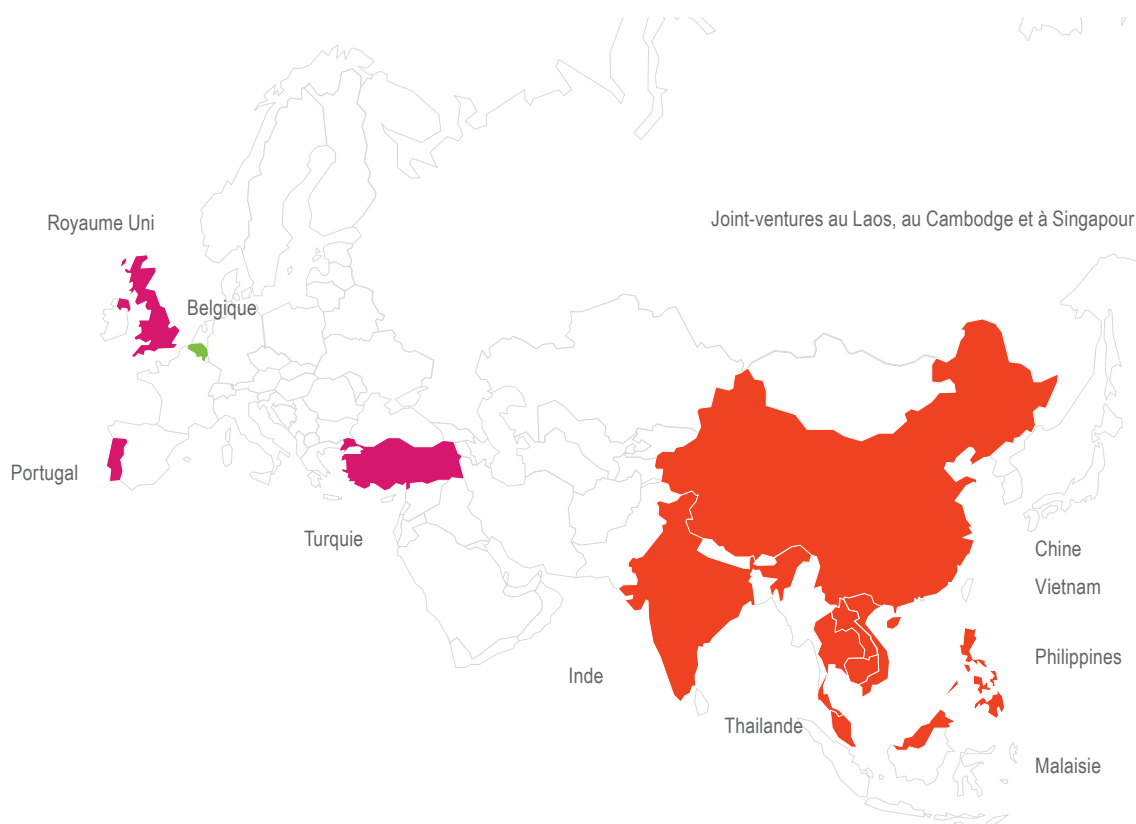 Royaume Uni
Joint-ventures au Laos, au Cambodge et à Singapour
Belgique
Portugal
Turquie
Chine
Vietnam
Philippines
Inde
Thailande
Malaisie